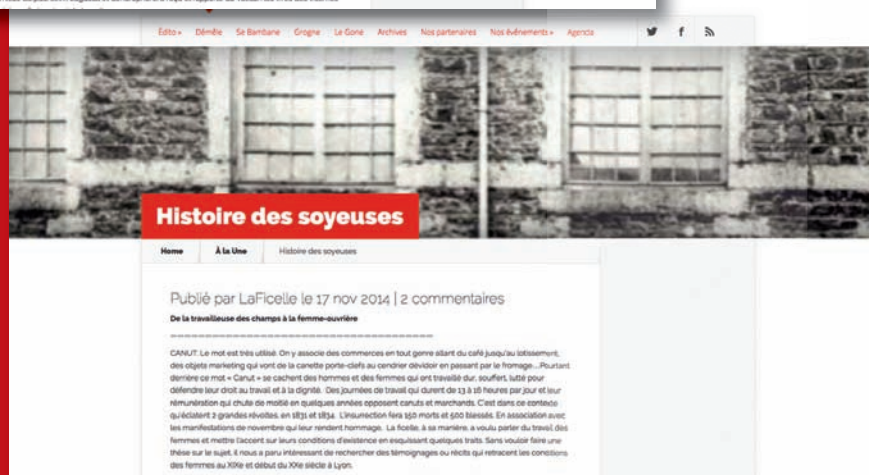 Édito » Démêle Se Bambane Grogne Le Gone Archives Nos partenaires Nos événements » Agenda
Histoire des soyeuses
Home À la Une Histoire des soyeuses
Publié par LaFicelle le 17 nov 2014 | 2 commentaires
De la travailleuse des champs à la femme-ouvrière
CANUT. Le mot est très utilisé. On y associe des commerces en tout genre allant du café jusqu'au lotissement,
des objets marketing qui vont de la canette porte-clefs au cendrier dévidoir en passant par le fromage....Pourtant
derrière ce mot « Canut » se cachent des hommes et des femmes qui ont travaillé dur, souffert, lutté pour
défendre leur droit au travail et à la dignité. Des journées de travail qui durent de 13 à 16 heures par jour et leur
rémunération qui chute de moitié en quelques années opposent canuts et marchands. C'est dans ce contexte
qu'éclatent 2 grandes révoltes, en 1831 et 1834. L'insurrection fera 150 morts et 500 blessés. En association avec
les manifestations de novembre qui leur rendent hommage. La ficelle, à sa manière, a voulu parler du travail des
femmes et mettre l'accent sur leurs conditions d'existence en esquissant quelques traits. Sans vouloir faire une
thèse sur le sujet, il nous a paru intéressant de rechercher des témoignages ou récits qui retracent les conditions
des femmes au XIXe et début du XXe siècle à Lyon.